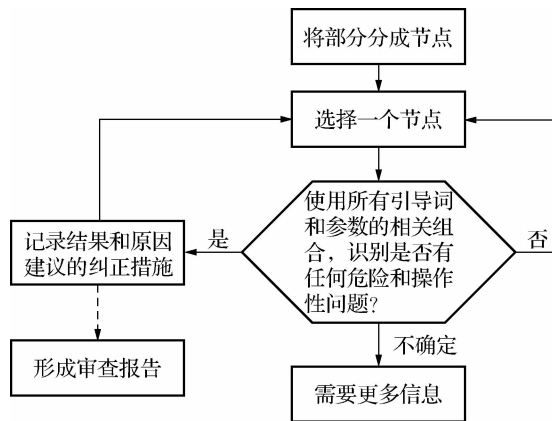 将部分分成节点
选择一个节点
使用所有引导词
和参数的相关组
合，识别是否有
任何危险和操作
性问题？
是
否
记录结果和原因
建议的纠正措施
不确定
形成审查报告
需要更多信息